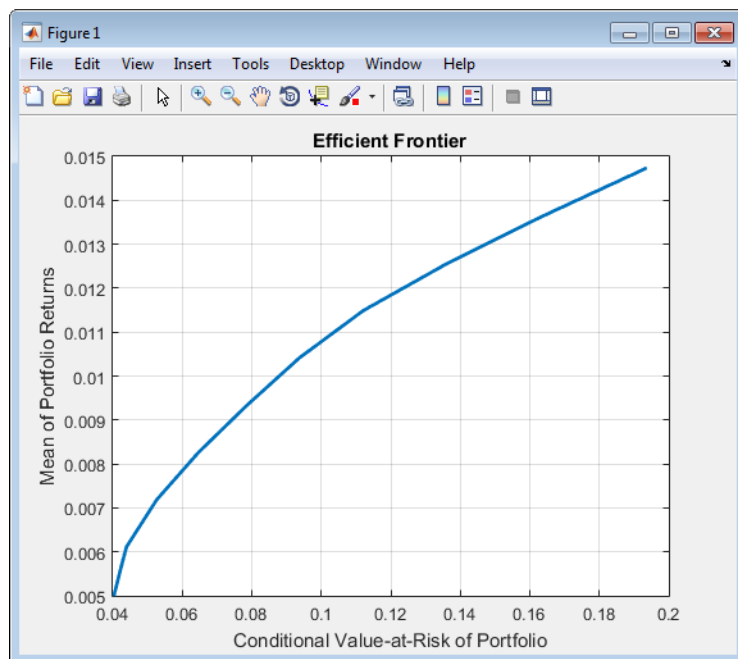 Figure 1
File Edit View Insert Tools Desktop Window Help
Efficient Frontier
0.015
0.014
0.013
0.012
0.011
0.01
0.009
0.008
0.007
0.006
0.005
Mean of Portfolio Returns
0.04 0.06 0.08 0.1 0.12 0.14 0.16 0.18 0.2
Conditional Value-at-Risk of Portfolio